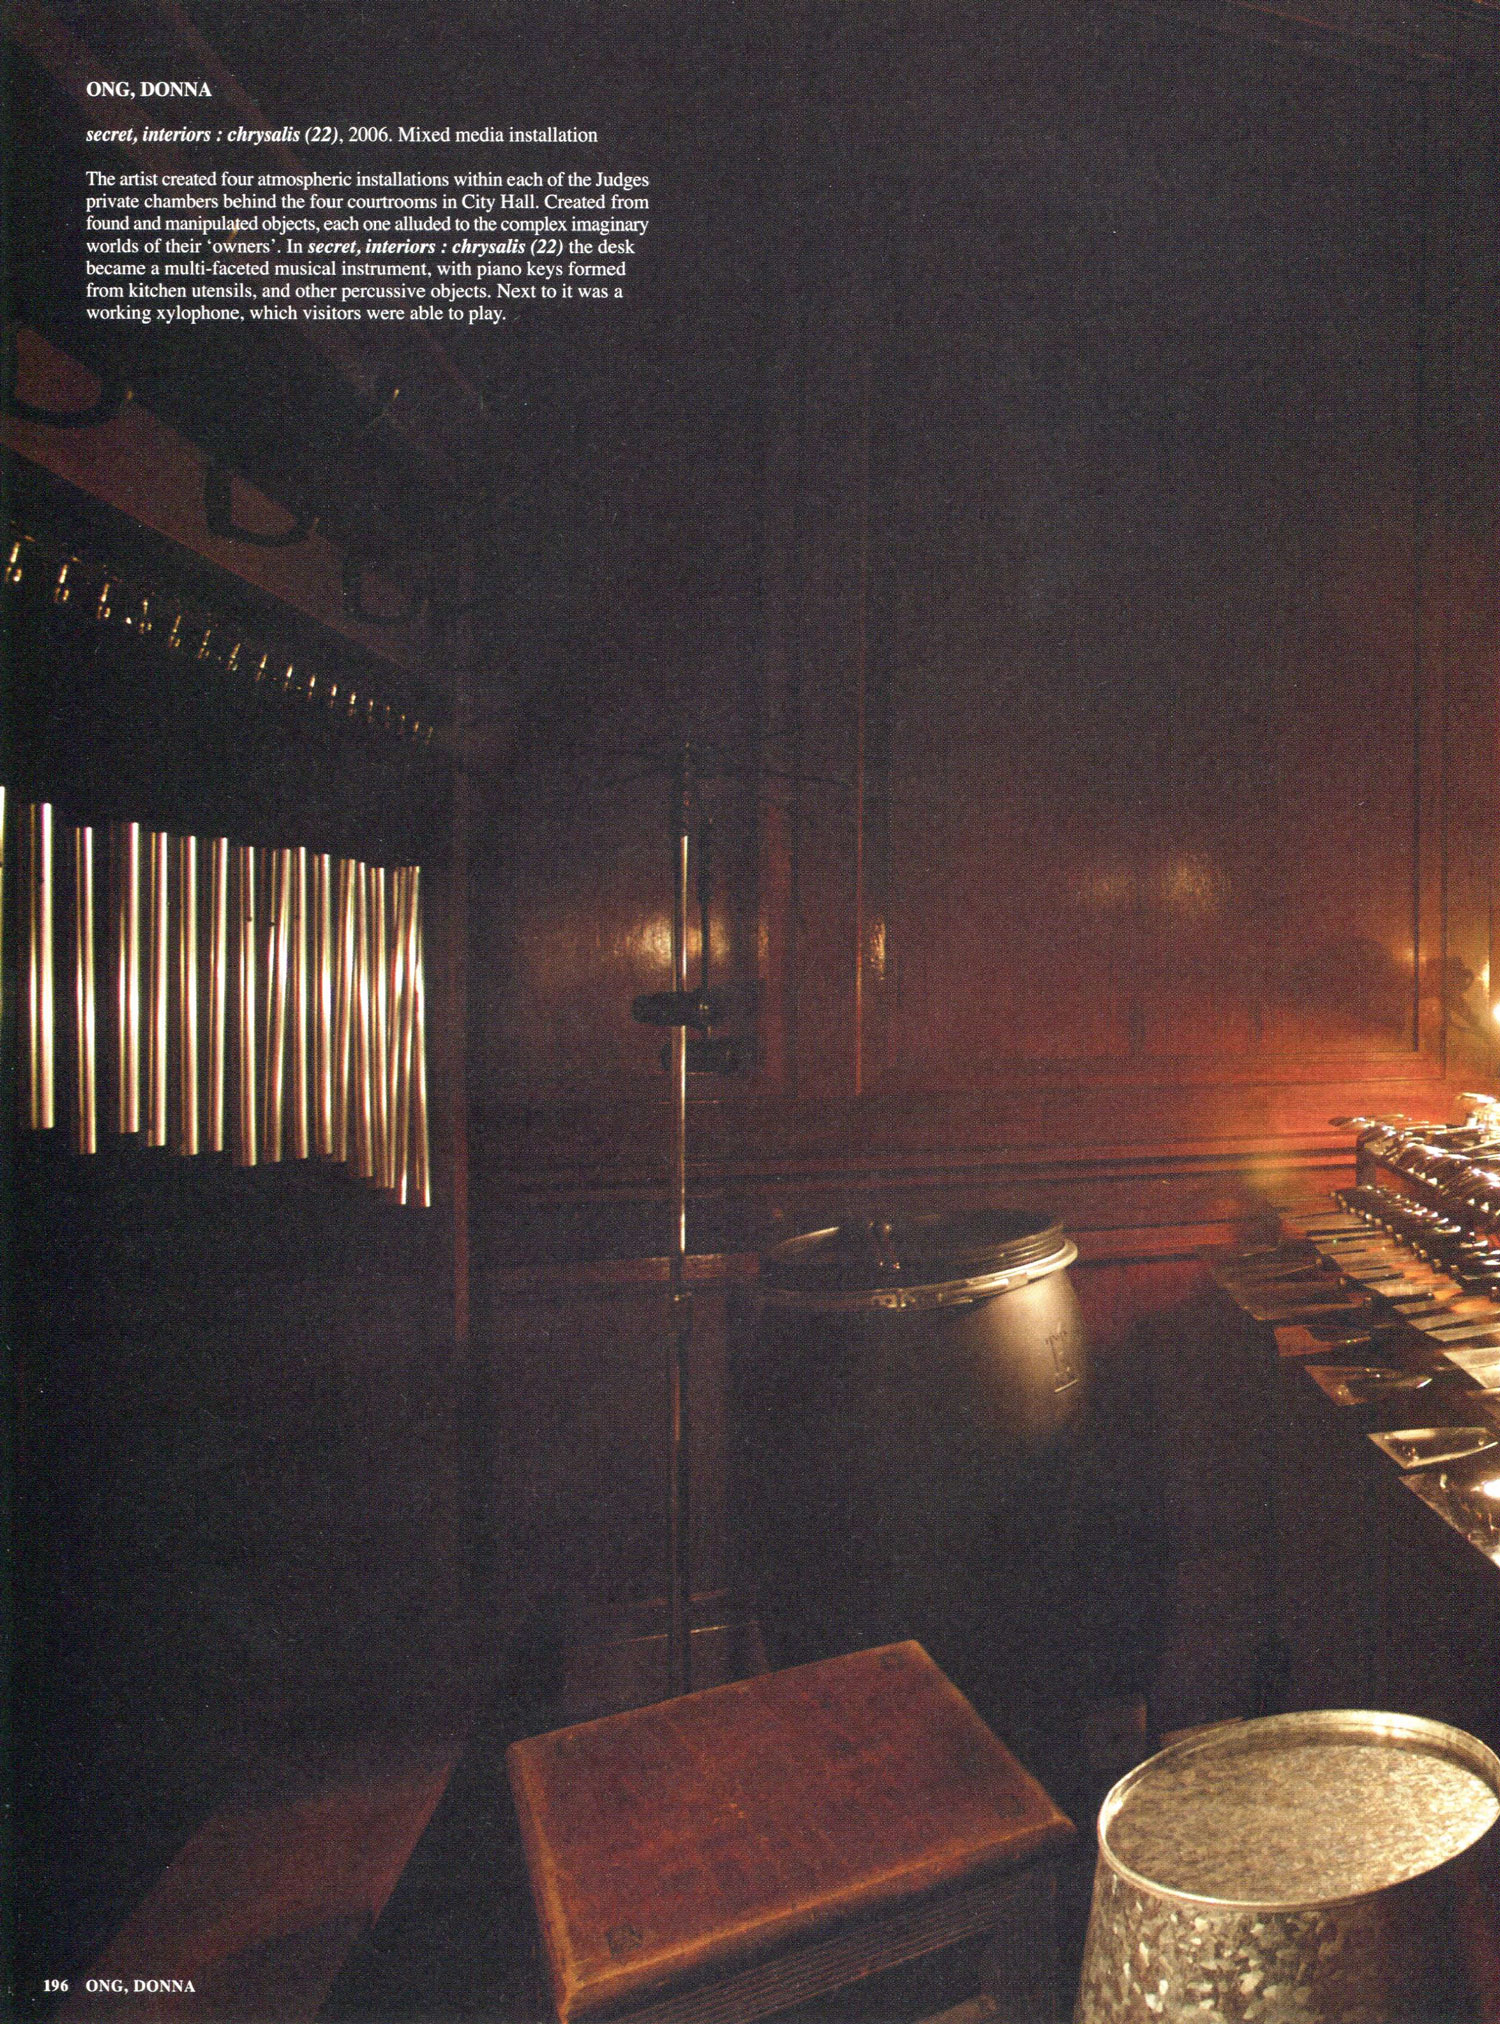 ONG, DONNA
secret, interiors : chrysalis (22), 2006. Mixed media installation
The artist created four atmospheric installations within each of the Judges
private chambers behind the four courtrooms in City Hall. Created from
found and manipulated objects, each one alluded to the complex imaginary
worlds of their ‘owners’. In secret, interiors : chrysalis (22) the desk
became a multi-faceted musical instrument, with piano keys formed
from kitchen utensils, and other percussive objects. Next to it was a
working xylophone, which visitors were able to play.
196 ONG, DONNA